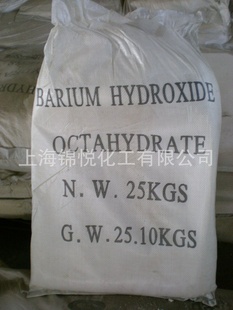 BARIUM HYDROXIDE
OCTAHYDRATE
上海锦悦化工有限公司
N. W. 25KGS
G. W. 25.10KGS